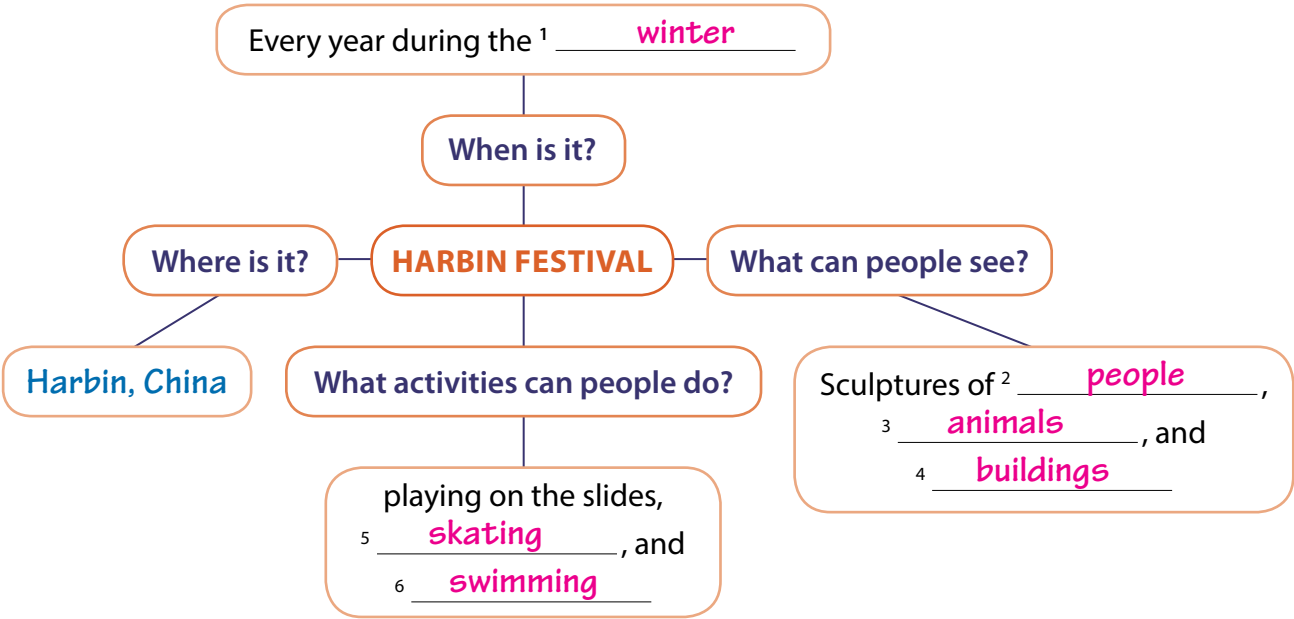 Every year during the 1 winter
When is it?
Where is it?
HARBIN FESTIVAL
What can people see?
Harbin, China
What activities can people do?
Sculptures of 2 people,
3 animals, and
4 buildings
playing on the slides,
5 skating, and
6 swimming